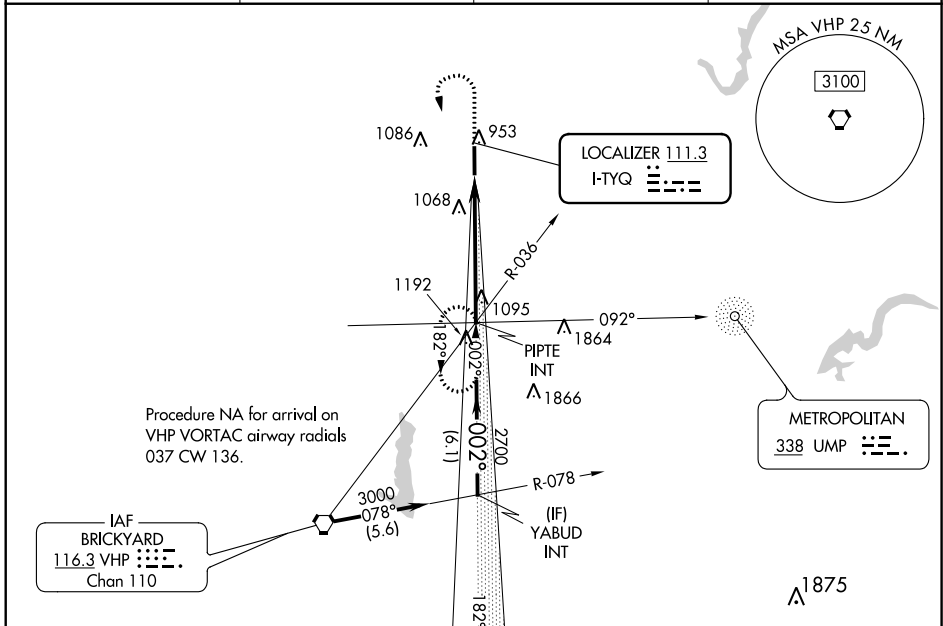 MSA VHP 25 NM
3100
1086
953
LOCALIZER 111.3
I-TYQ
1068
R-036
1192
1095
092°
1864
182°
002°
PIPTE
INT
1866
METROPOLITAN
338 UMP
Procedure NA for arrival on
VHP VORTAC airway radials
037 CW 136.
002°
(6.1)
2700
R-078
3000
078°
(5.6)
(IF)
YABUD
INT
IAF
BRICKYARD
116.3 VHP
Chan 110
1875
182°